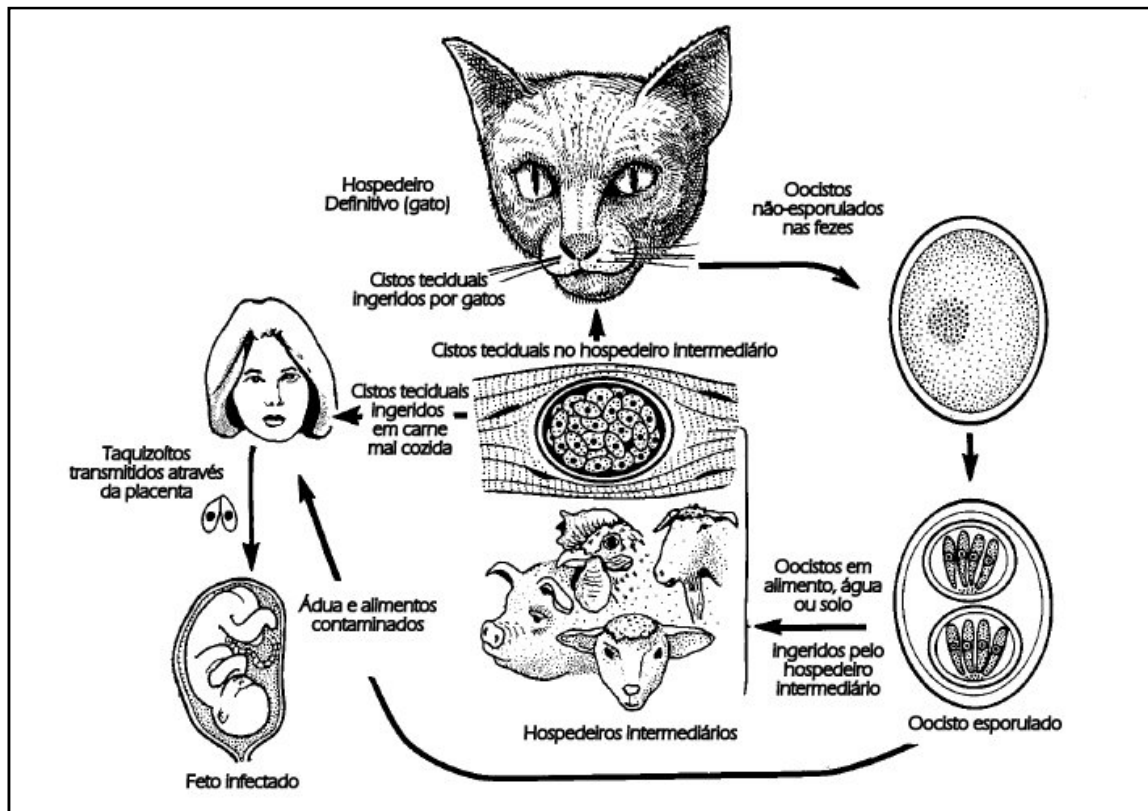 Hospedeiro
Definitivo (gato)
Oocistos
não-esporulados
nas fezes
Cistos teciduais
ingeridos por gatos
Cistos teciduais no hospedeiro intermediário
Cistos teciduais
ingeridos
em carne
mal cozida
Taquizoítos
transmitidos através
da placenta
Ádua e alimentos
contaminados
Oocistos em
alimento, água
ou solo
ingeridos pelo
hospedeiro
intermediário
Oocisto esporulado
Hospedeiros intermediários
Feto infectado